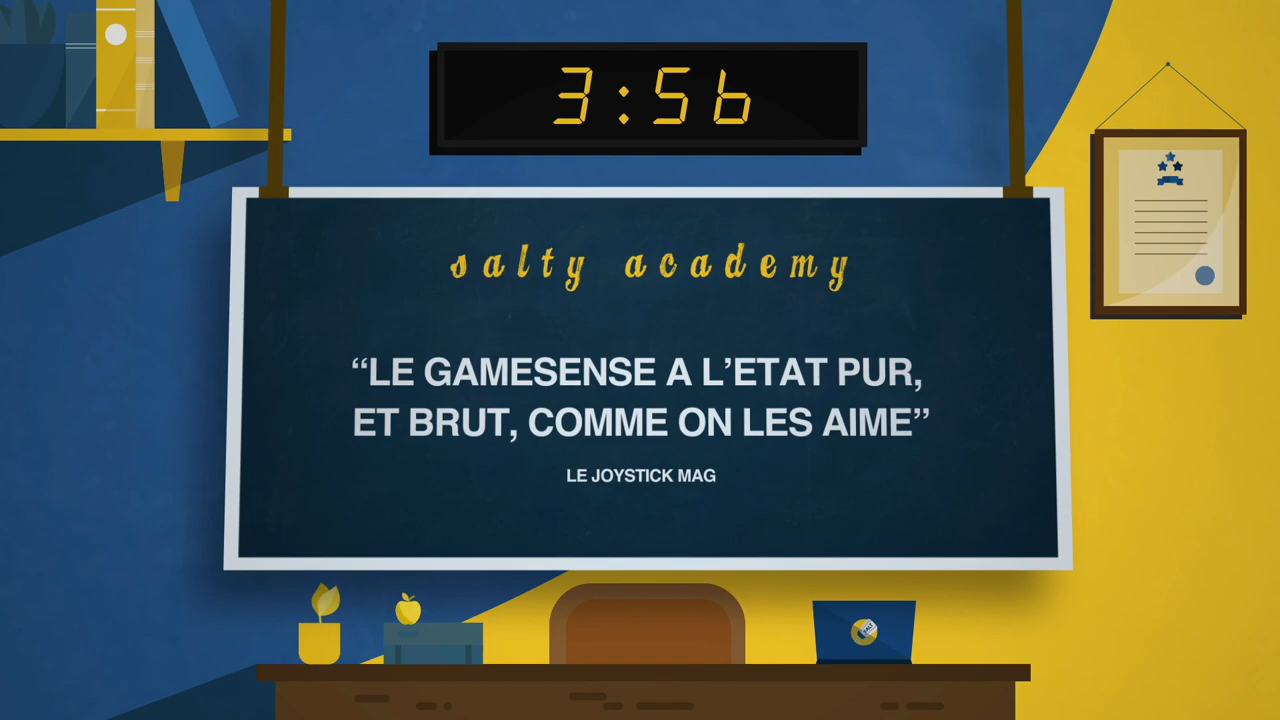 3:56
salty academy
“LE GAMESENSE A L’ETAT PUR,
ET BRUT, COMME ON LES AIME”
LE JOYSTICK MAG